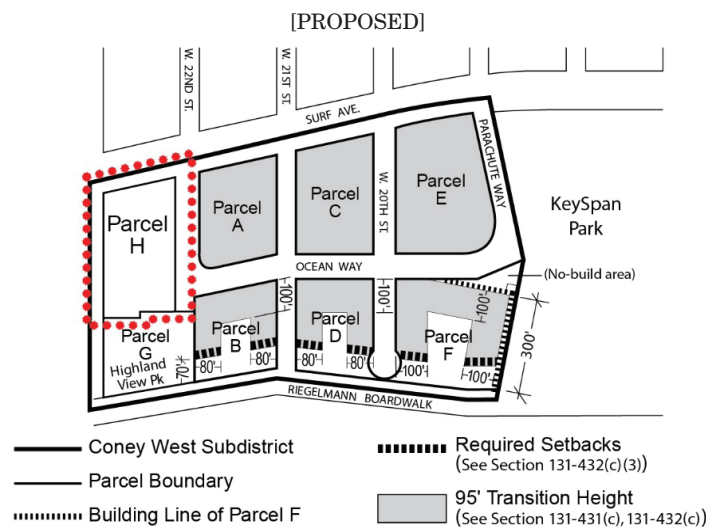 [PROPOSED]
W. 22ND ST.
W. 21ST ST.
SURF AVE.
PARACHUTE WAY
Parcel
H
Parcel
A
Parcel
C
W. 20TH ST.
Parcel
E
KeySpan
Park
OCEAN WAY
(No-build area)
100'
100'
100'
Parcel
G
Highland
View Pk
70'
Parcel
B
80'
80'
Parcel
D
80'
80'
Parcel
F
100'
100'
300'
RIEGELMANN BOARDWALK
Coney West Subdistrict
Parcel Boundary
Building Line of Parcel F
Required Setbacks
(See Section 131-432(c)(3))
95' Transition Height
(See Section 131-431(c), 131-432(c))